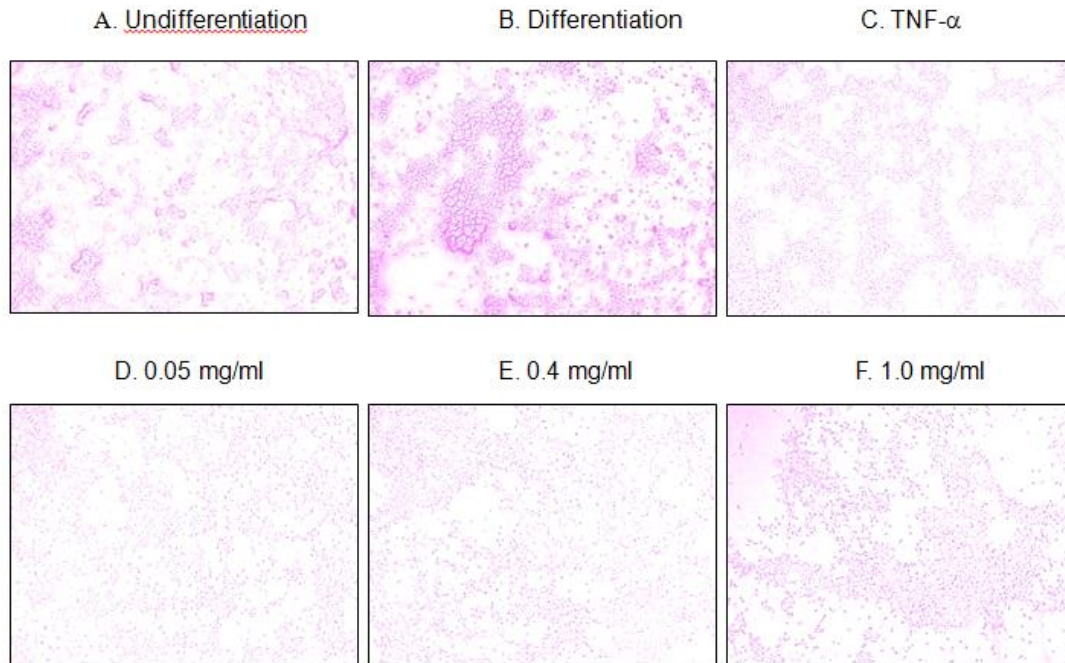 A. Undifferentiation
B. Differentiation
C. TNF-α
D. 0.05 mg/ml
E. 0.4 mg/ml
F. 1.0 mg/ml